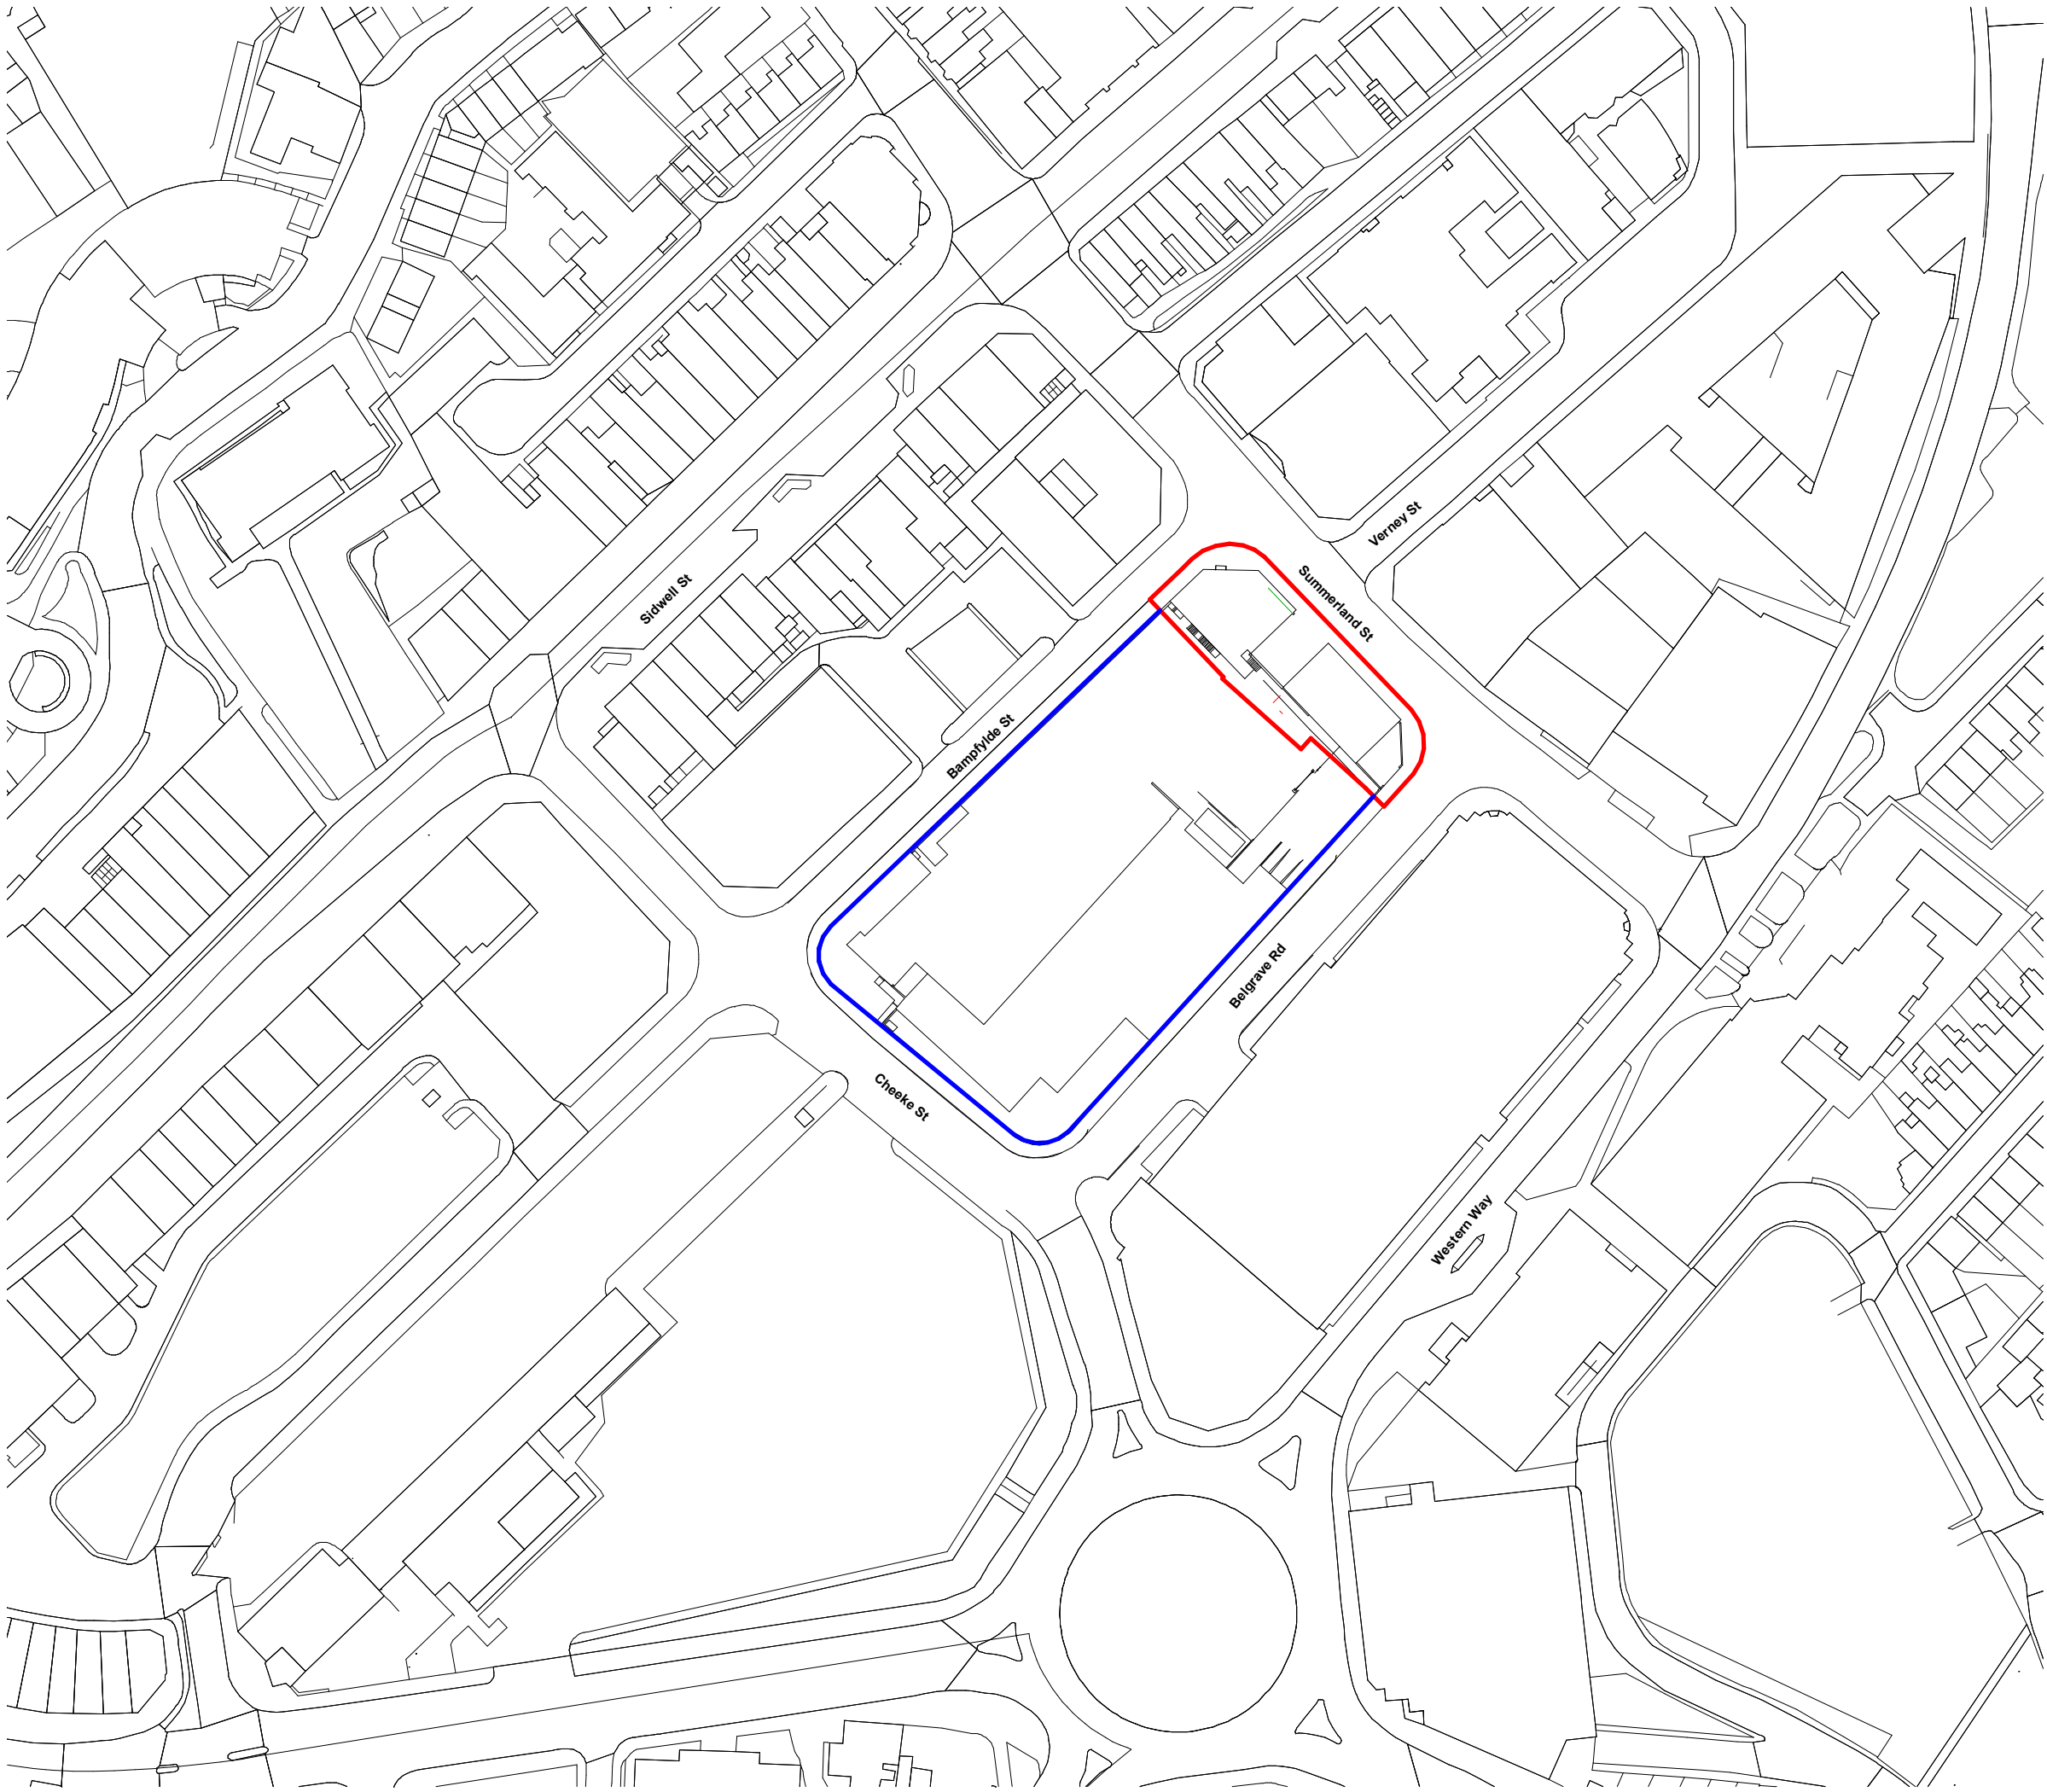 Verney St
Summerland St
Sidwell St
Bampfylde St
Belgrave Rd
Cheeke St
Western Way